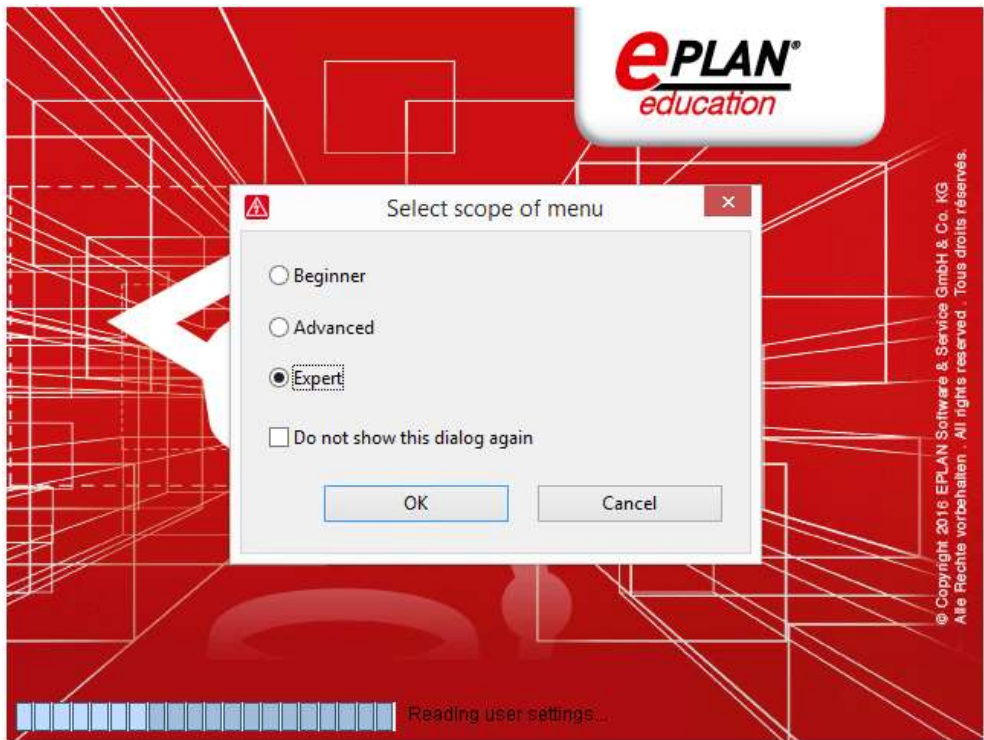 ePLAN®
education
Select scope of menu
Beginner
Advanced
Expert
Do not show this dialog again
OK
Cancel
© Copyright 2016 EPLAN Software & Service GmbH & Co. KG
Alle Rechte vorbehalten . All rights reserved . Tous droits réservés.
Reading user settings...